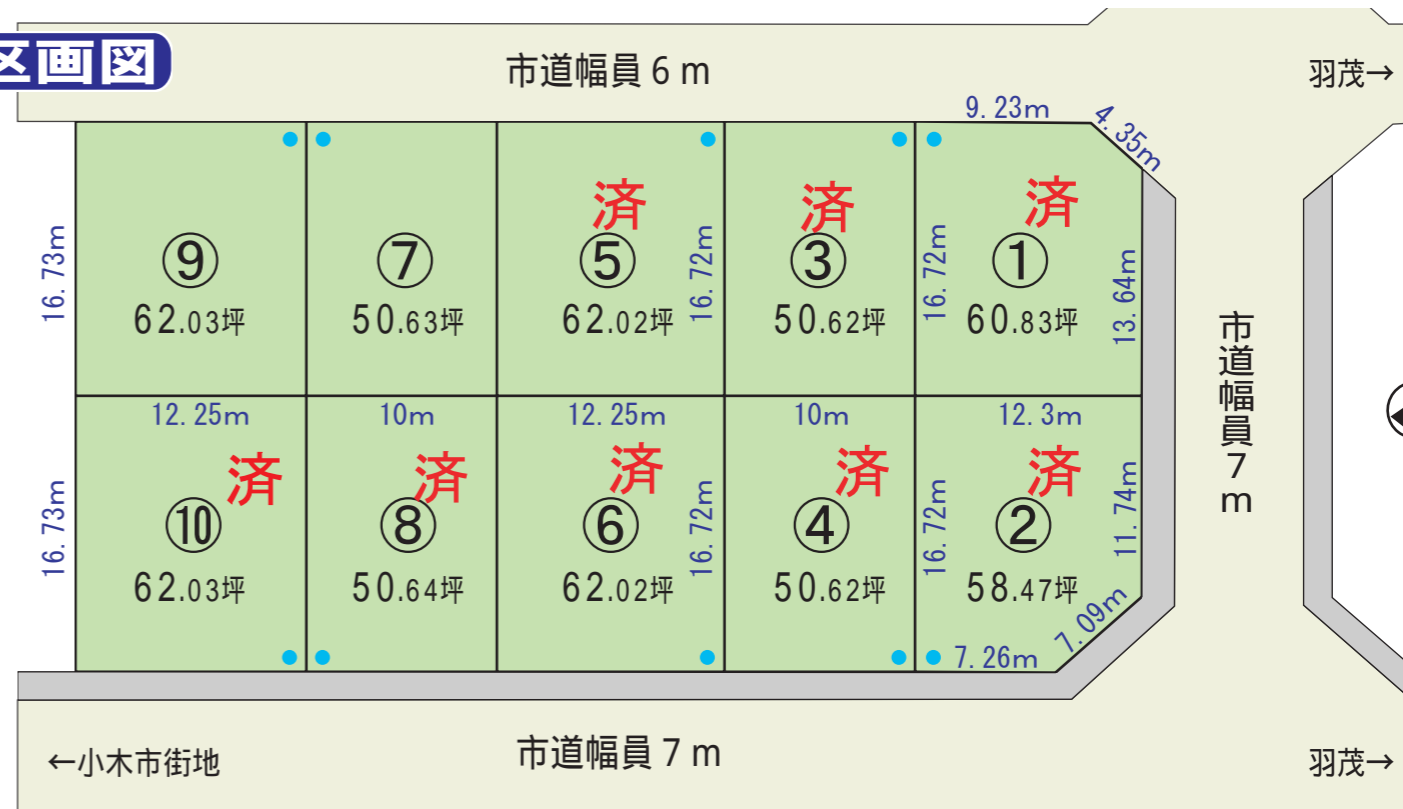 区画図
市道幅員 6 m
羽茂→
9.23m
4.35m
済
済
済
16.73m
⑨
⑦
⑤
16.72m
③
16.72m
①
13.64m
62.03坪
50.63坪
62.02坪
50.62坪
60.83坪
市道幅員7m
12.25m
10m
12.25m
10m
12.3m
済
済
済
済
済
16.73m
⑩
⑧
⑥
16.72m
④
16.72m
②
11.74m
62.03坪
50.64坪
62.02坪
50.62坪
58.47坪
7.09m
7.26m
←小木市街地
市道幅員 7 m
羽茂→